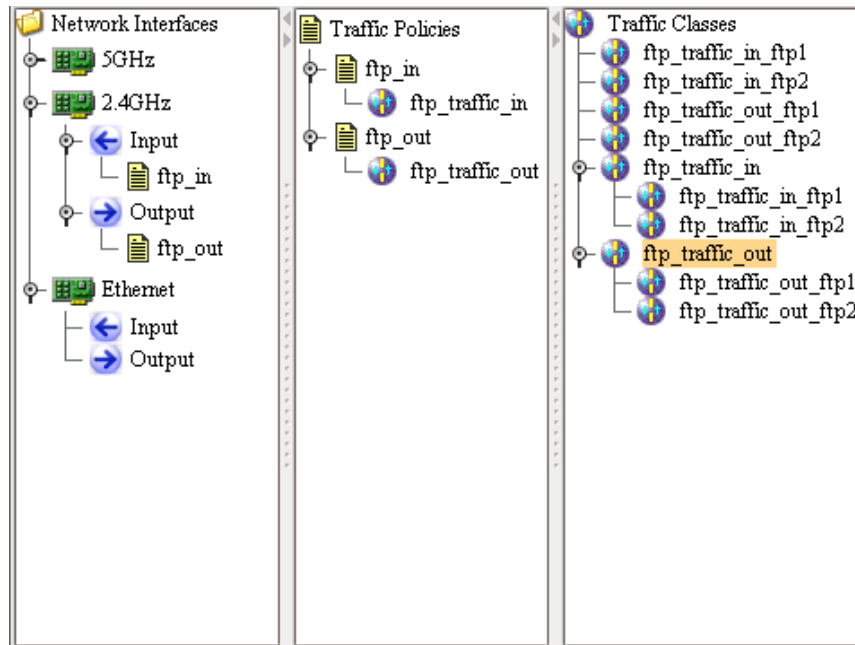 Network Interfaces
5GHz
2.4GHz
Input
ftp_in
Output
ftp_out
Ethernet
Input
Output
Traffic Policies
ftp_in
ftp_traffic_in
ftp_out
ftp_traffic_out
Traffic Classes
ftp_traffic_in_ftp1
ftp_traffic_in_ftp2
ftp_traffic_out_ftp1
ftp_traffic_out_ftp2
ftp_traffic_in
ftp_traffic_in_ftp1
ftp_traffic_in_ftp2
ftp_traffic_out
ftp_traffic_out_ftp1
ftp_traffic_out_ftp2